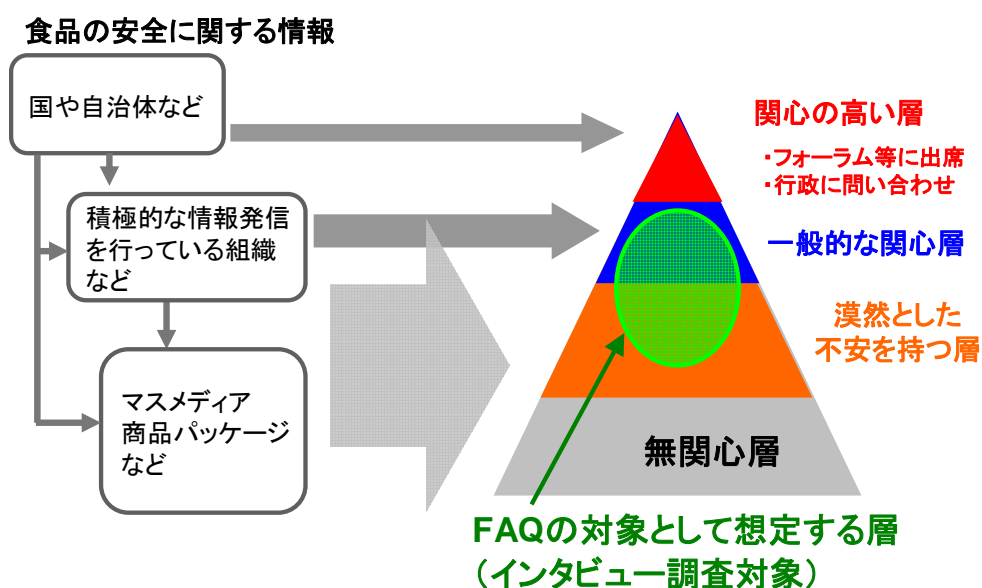 食品の安全に関する情報
国や自治体など
積極的な情報発信
を行っている組織
など
マスメディア
商品パッケージ
など
関心の高い層
・フォーラム等に出席
・行政に問い合わせ
一般的な関心層
漠然とした
不安を持つ層
無関心層
FAQの対象として想定する層
（インタビュー調査対象）